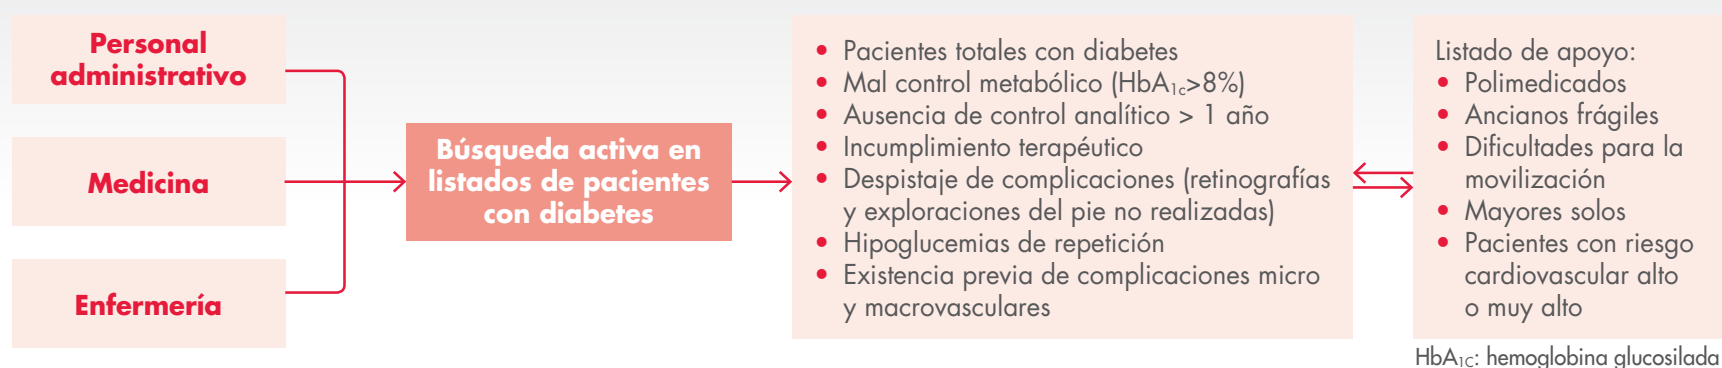 Personal
administrativo
Medicina
Enfermería
Búsqueda activa en
listados de pacientes
con diabetes
• Pacientes totales con diabetes
• Mal control metabólico (HbA1c>8%)
• Ausencia de control analítico > 1 año
• Incumplimiento terapéutico
• Despistaje de complicaciones (retinografías
y exploraciones del pie no realizadas)
• Hipoglucemias de repetición
• Existencia previa de complicaciones micro
y macrovasculares
Listado de apoyo:
• Polimedicados
• Ancianos frágiles
• Dificultades para la
movilización
• Mayores solos
• Pacientes con riesgo
cardiovascular alto
o muy alto
HbA1C: hemoglobina glucosilada